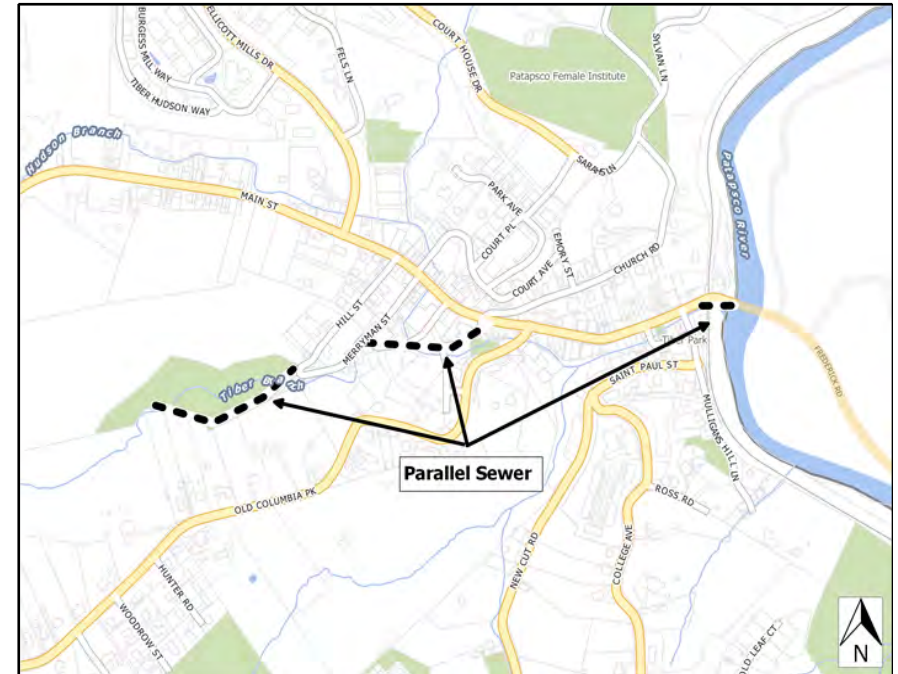 BURGESS MILL WAY
ELLICOTT MILLS DR
TIBER HUDSON WAY
FELS LN
COURT HOUSE DR
SYLVAN LN
Patapsco Female Institute
Hudson Branch
SARAHS LN
Patapsco River
MAIN ST
PARK AVE
COURT PL
EMORY ST
COURT AVE
CHURCH RD
HILL ST
MERRYMAN ST
Tiber Park
FREDERICK RD
SAINT PAUL ST
Tiber Branch
MULLIGANS HILL LN
Parallel Sewer
OLD COLUMBIA PK
ROSS RD
NEW CUT RD
COLLEGE AVE
HUNTER RD
WOODROW ST
OLD LEAF CT
N